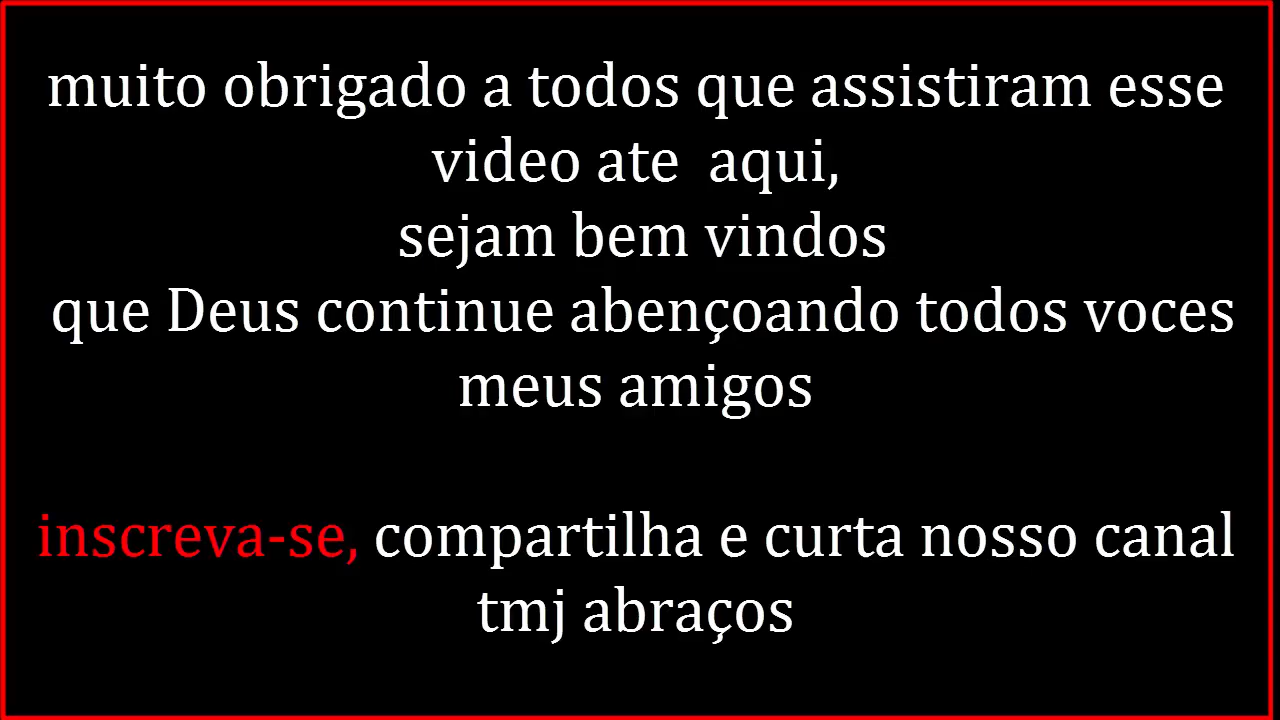 muito obrigado a todos que assistiram esse
video ate  aqui,
sejam bem vindos
que Deus continue abençoando todos voces
meus amigos
inscreva-se, compartilha e curta nosso canal
tmj abraços